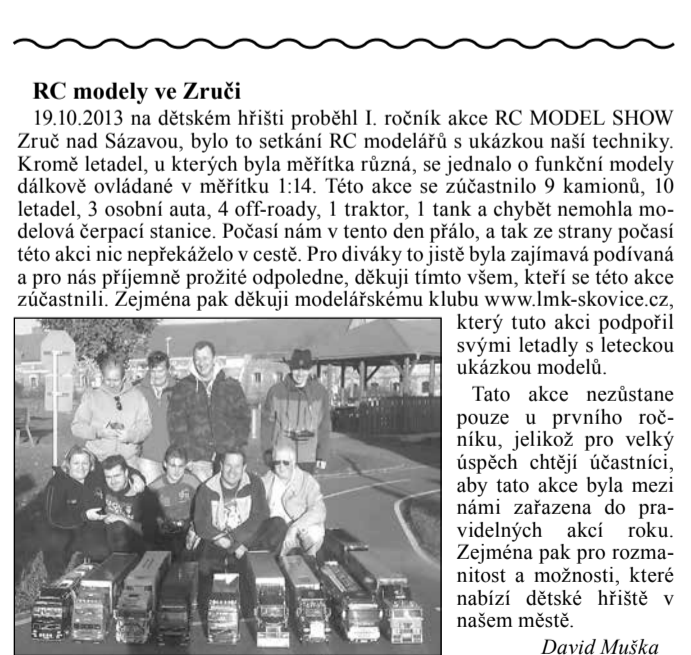 RC modely ve Zruči
19.10.2013 na dětském hřišti proběhl I. ročník akce RC MODEL SHOW
Zruč nad Sázavou, bylo to setkání RC modelářů s ukázkou naší techniky.
Kromě letadel, u kterých byla měřítka různá, se jednalo o funkční modely
dálkově ovládané v měřítku 1:14. Této akce se zúčastnilo 9 kamionů, 10
letadel, 3 osobní auta, 4 off-roady, 1 traktor, 1 tank a chybět nemohla mo-
delová čerpací stanice. Počasí nám v tento den přálo, a tak ze strany počasí
této akci nic nepřekáželo v cestě. Pro diváky to jistě byla zajímavá podívaná
a pro nás příjemně prožité odpoledne, děkuji tímto všem, kteří se této akce
zúčastnili. Zejména pak děkuji modelářskému klubu www.lmk-skovice.cz,
který tuto akci podpořil
svými letadly s leteckou
ukázkou modelů.
Tato akce nezůstane
pouze u prvního roč-
níku, jelikož pro velký
úspěch chtějí účastníci,
aby tato akce byla mezi
námi zařazena do pra-
videlných akcí roku.
Zejména pak pro rozma-
nitost a možnosti, které
nabízí dětské hřiště v
našem městě.
David Muška